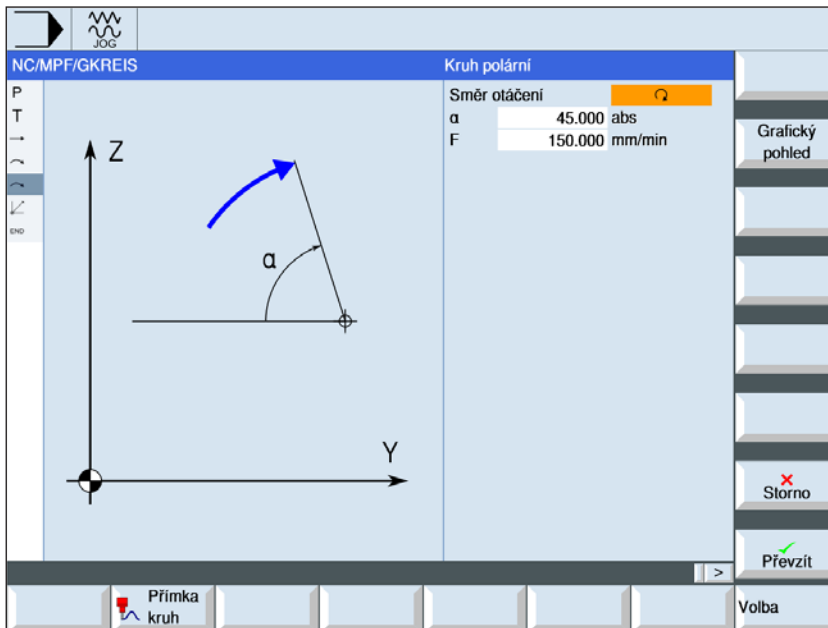 JOG
NC/MPF/GKREIS
Kruh polární
P
T
END
Z
α
Y
Směr otáčení
α 45.000 abs
F 150.000 mm/min
Grafický
pohled
Storno
Převzít
>
Přímka
kruh
Volba